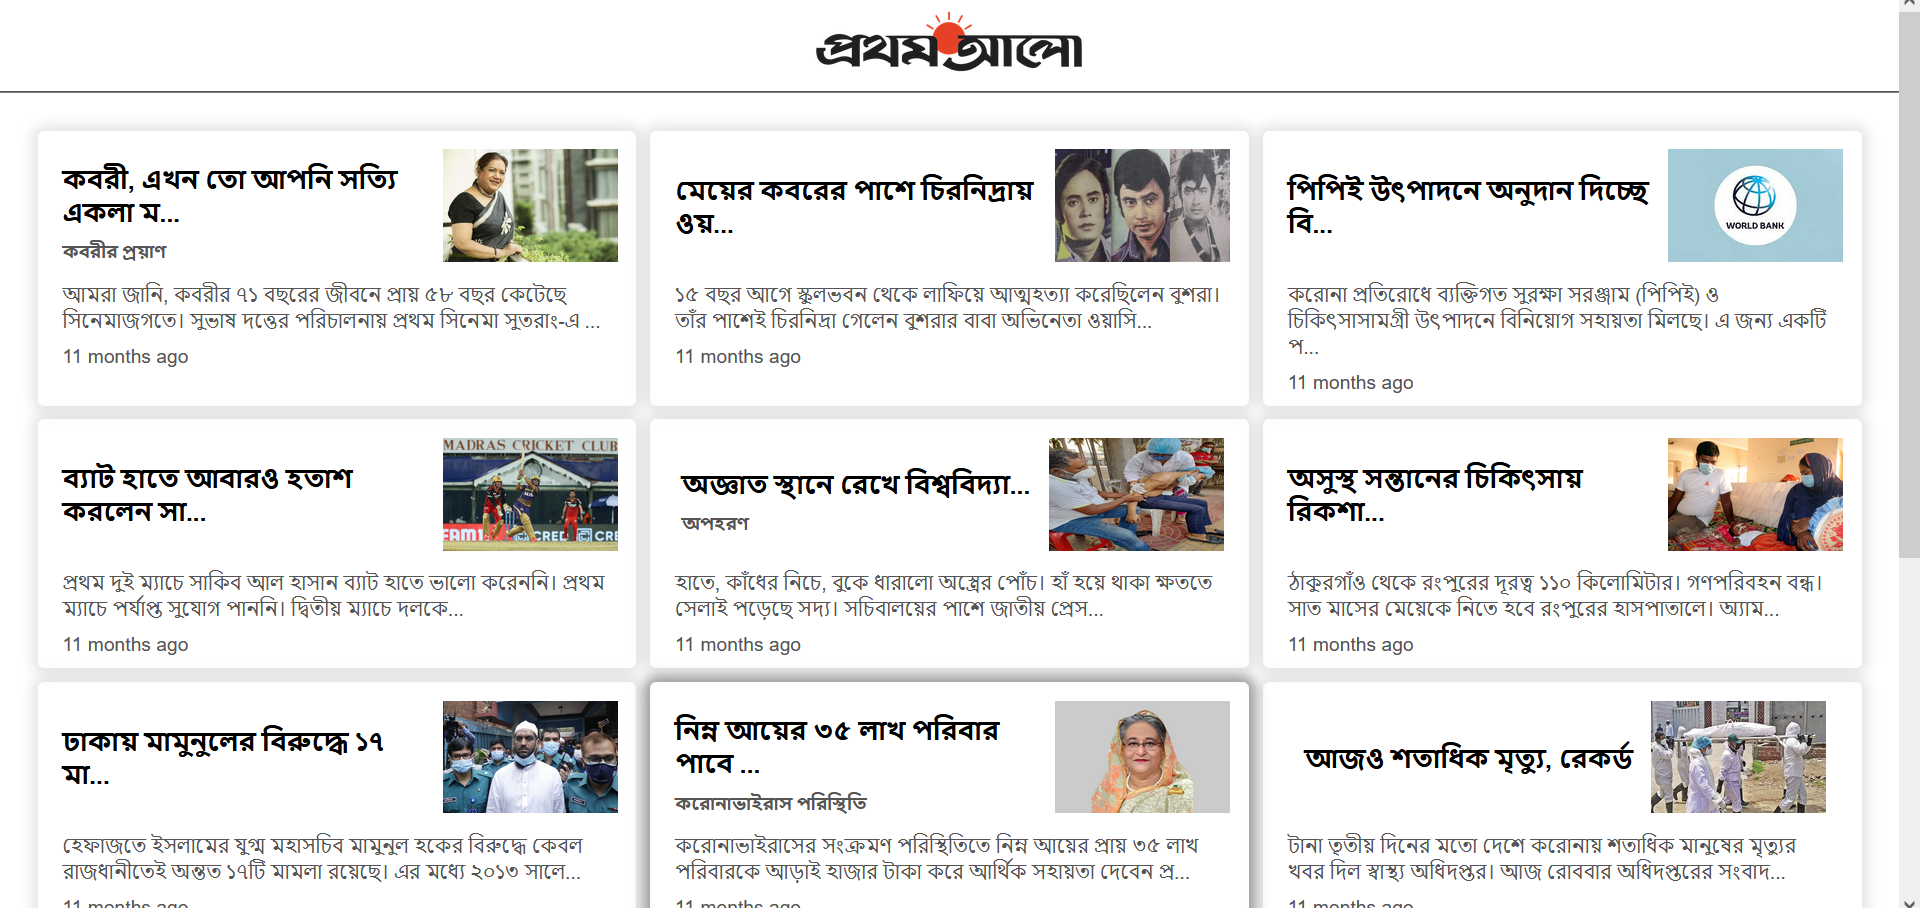 প্রথম আলো
কবরী, এখন তো আপনি সত্যি
একলা ম...
কবরীর প্রয়াণ
আমরা জানি, কবরীর ৭১ বছরের জীবনে প্রায় ৫৮ বছর কেটেছে
সিনেমাজগতে। সুভাষ দত্তের পরিচালনায় প্রথম সিনেমা সুতরাং-এ ...
11 months ago
মেয়ের কবরের পাশে চিরনিদ্রায়
ওয়...
১৫ বছর আগে স্কুলভবন থেকে লাফিয়ে আত্মহত্যা করেছিলেন বুশরা।
তাঁর পাশেই চিরনিদ্রা গেলেন বুশরার বাবা অভিনেতা ওয়াসি...
11 months ago
পিপিই উৎপাদনে অনুদান দিচ্ছে
বি...
WORLD BANK
করোনা প্রতিরোধে ব্যক্তিগত সুরক্ষা সরঞ্জাম (পিপিই) ও
চিকিৎসাসামগ্রী উৎপাদনে বিনিয়োগ সহায়তা মিলছে। এ জন্য একটি
প...
11 months ago
ব্যাট হাতে আবারও হতাশ
করলেন সা...
MADRAS CRICKET CLUB
CRED
প্রথম দুই ম্যাচে সাকিব আল হাসান ব্যাট হাতে ভালো করেননি। প্রথম
ম্যাচে পর্যাপ্ত সুযোগ পাননি। দ্বিতীয় ম্যাচে দলকে...
11 months ago
অজ্ঞাত স্থানে রেখে বিশ্ববিদ্যা...
অপহরণ
হাতে, কাঁধের নিচে, বুকে ধারালো অস্ত্রের পোঁচ। হাঁ হয়ে থাকা ক্ষততে
সেলাই পড়েছে সদ্য। সচিবালয়ের পাশে জাতীয় প্রেস...
11 months ago
অসুস্থ সন্তানের চিকিৎসায়
রিকশা...
ঠাকুরগাঁও থেকে রংপুরের দূরত্ব ১১০ কিলোমিটার। গণপরিবহন বন্ধ।
সাত মাসের মেয়েকে নিতে হবে রংপুরের হাসপাতালে। অ্যাম...
11 months ago
ঢাকায় মামুনুলের বিরুদ্ধে ১৭
মা...
হেফাজতে ইসলামের যুগ্ম মহাসচিব মামুনুল হকের বিরুদ্ধে কেবল
রাজধানীতেই অন্তত ১৭টি মামলা রয়েছে। এর মধ্যে ২০১৩ সালে...
11 months ago
নিম্ন আয়ের ৩৫ লাখ পরিবার
পাবে ...
করোনাভাইরাস পরিস্থিতি
করোনাভাইরাসের সংক্রমণ পরিস্থিতিতে নিম্ন আয়ের প্রায় ৩৫ লাখ
পরিবারকে আড়াই হাজার টাকা করে আর্থিক সহায়তা দেবেন প্র...
11 months ago
আজও শতাধিক মৃত্যু, রেকর্ড
টানা তৃতীয় দিনের মতো দেশে করোনায় শতাধিক মানুষের মৃত্যুর
খবর দিল স্বাস্থ্য অধিদপ্তর। আজ রোববার অধিদপ্তরের সংবাদ...
11 months ago